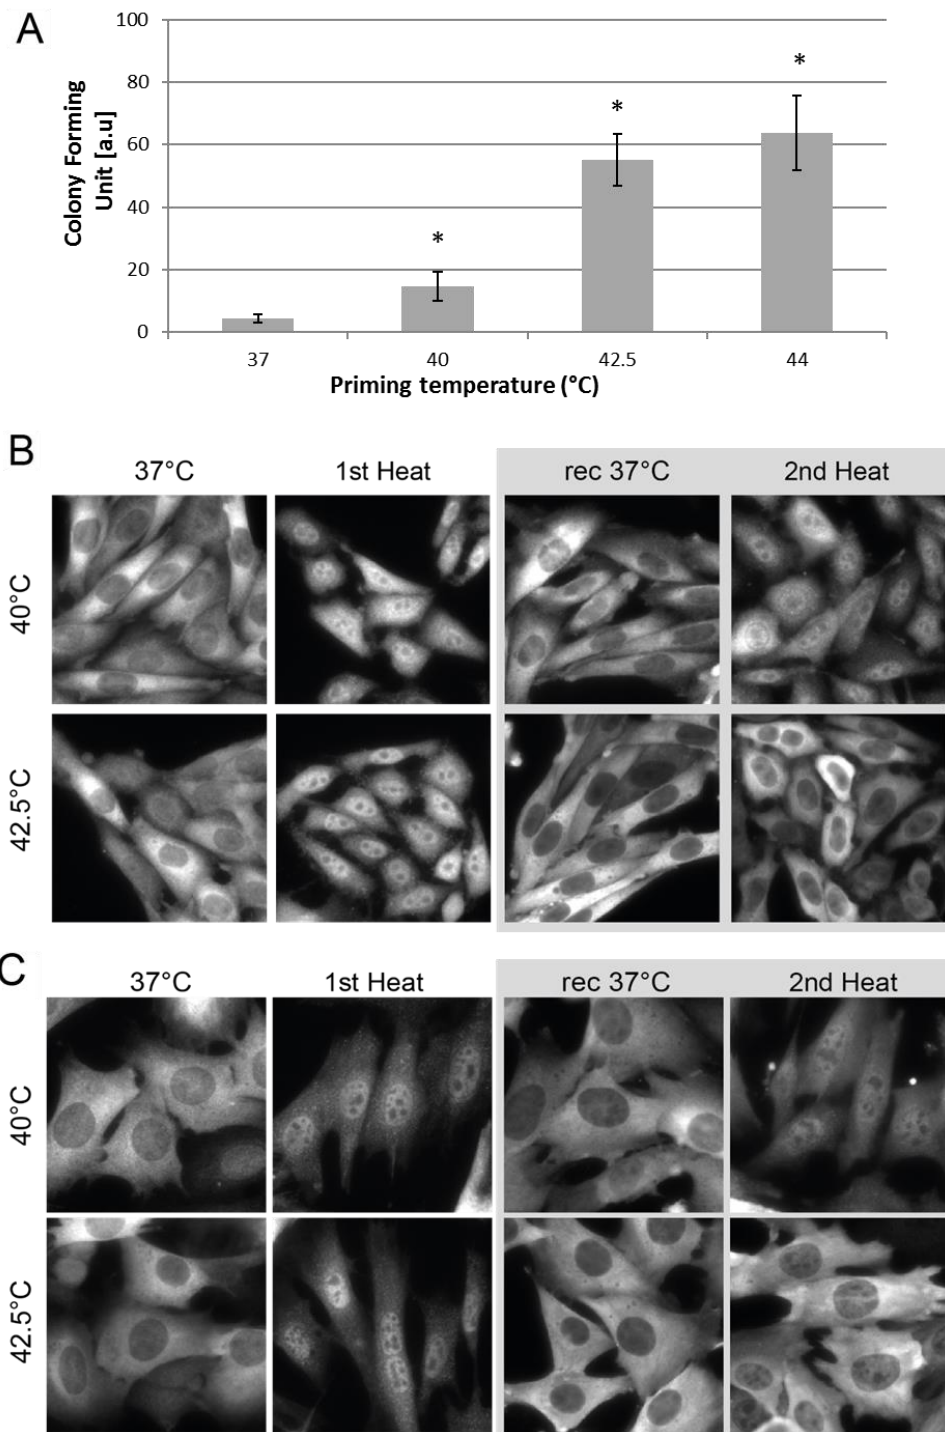 A
Colony Forming
Unit [a.u]
100
80
60
40
20
0
*
*
*
37 40 42.5 44
Priming temperature (°C)
B
37°C 1st Heat rec 37°C 2nd Heat
40°C
42.5°C
C
37°C 1st Heat rec 37°C 2nd Heat
40°C
42.5°C